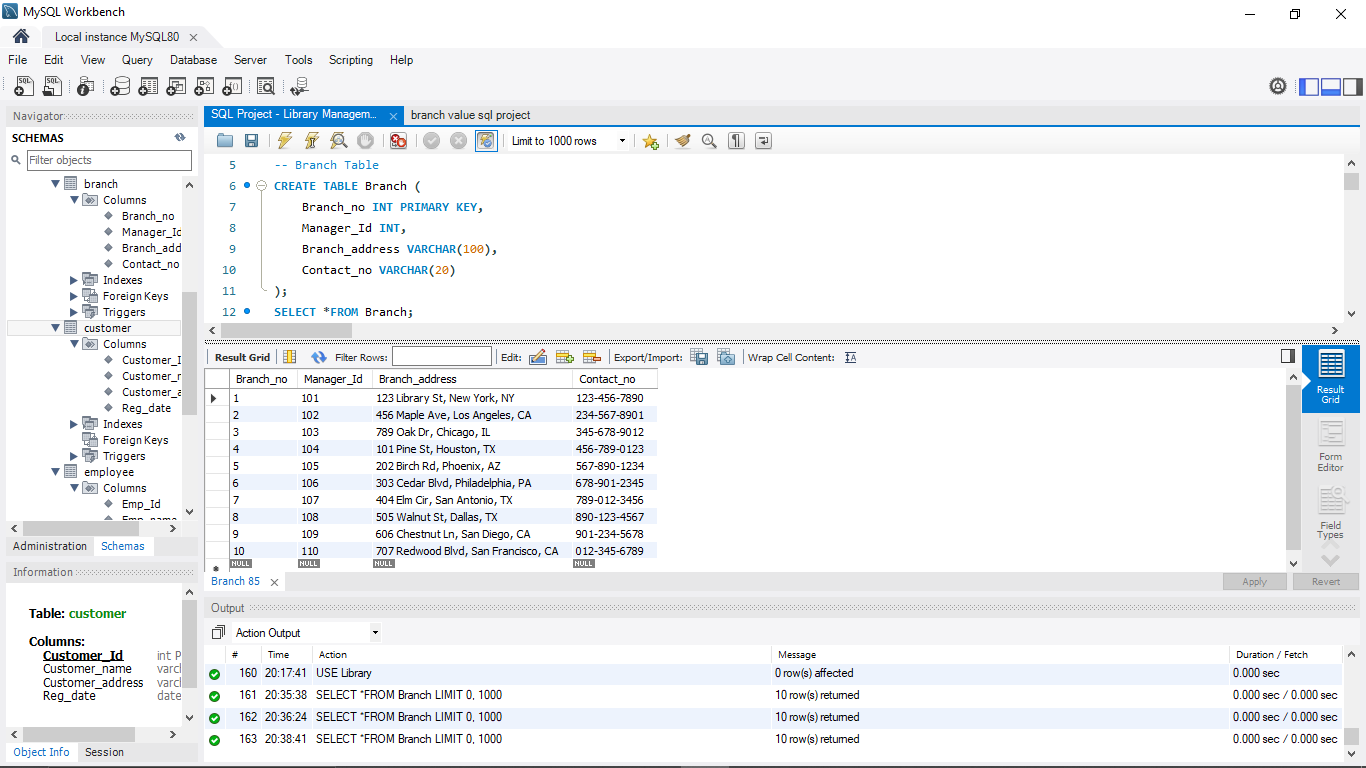 MySQL Workbench
Local instance MySQL80
File Edit View Query Database Server Tools Scripting Help
Navigator
SCHEMAS
Filter objects
branch
Columns
Branch_no
Manager_Id
Branch_add
Contact_no
Indexes
Foreign Keys
Triggers
customer
Columns
Customer_I
Customer_r
Customer_a
Reg_date
Indexes
Foreign Keys
Triggers
employee
Columns
Emp_Id
Emp_name
Administration Schemas
Information
Table: customer
Columns:
Customer_Id int P
Customer_name varch
Customer_address varch
Reg_date date
Object Info Session
SQL Project - Library Managem... branch value sql project
Limit to 1000 rows
5 -- Branch Table
6 CREATE TABLE Branch (
7 Branch_no INT PRIMARY KEY,
8 Manager_Id INT,
9 Branch_address VARCHAR(100),
10 Contact_no VARCHAR(20)
11 );
12 SELECT *FROM Branch;
Result Grid Filter Rows: Edit: Export/Import: Wrap Cell Content:
Branch_no Manager_Id Branch_address Contact_no
1 101 123 Library St, New York, NY 123-456-7890
2 102 456 Maple Ave, Los Angeles, CA 234-567-8901
3 103 789 Oak Dr, Chicago, IL 345-678-9012
4 104 101 Pine St, Houston, TX 456-789-0123
5 105 202 Birch Rd, Phoenix, AZ 567-890-1234
6 106 303 Cedar Blvd, Philadelphia, PA 678-901-2345
7 107 404 Elm Cir, San Antonio, TX 789-012-3456
8 108 505 Walnut St, Dallas, TX 890-123-4567
9 109 606 Chestnut Ln, San Diego, CA 901-234-5678
10 110 707 Redwood Blvd, San Francisco, CA 012-345-6789
NULL NULL NULL NULL
Result
Grid
Form
Editor
Field
Types
Branch 85
Apply Revert
Output
Action Output
# Time Action Message Duration / Fetch
160 20:17:41 USE Library 0 row(s) affected 0.000 sec
161 20:35:38 SELECT *FROM Branch LIMIT 0, 1000 10 row(s) returned 0.000 sec / 0.000 sec
162 20:36:24 SELECT *FROM Branch LIMIT 0, 1000 10 row(s) returned 0.000 sec / 0.000 sec
163 20:38:41 SELECT *FROM Branch LIMIT 0, 1000 10 row(s) returned 0.000 sec / 0.000 sec